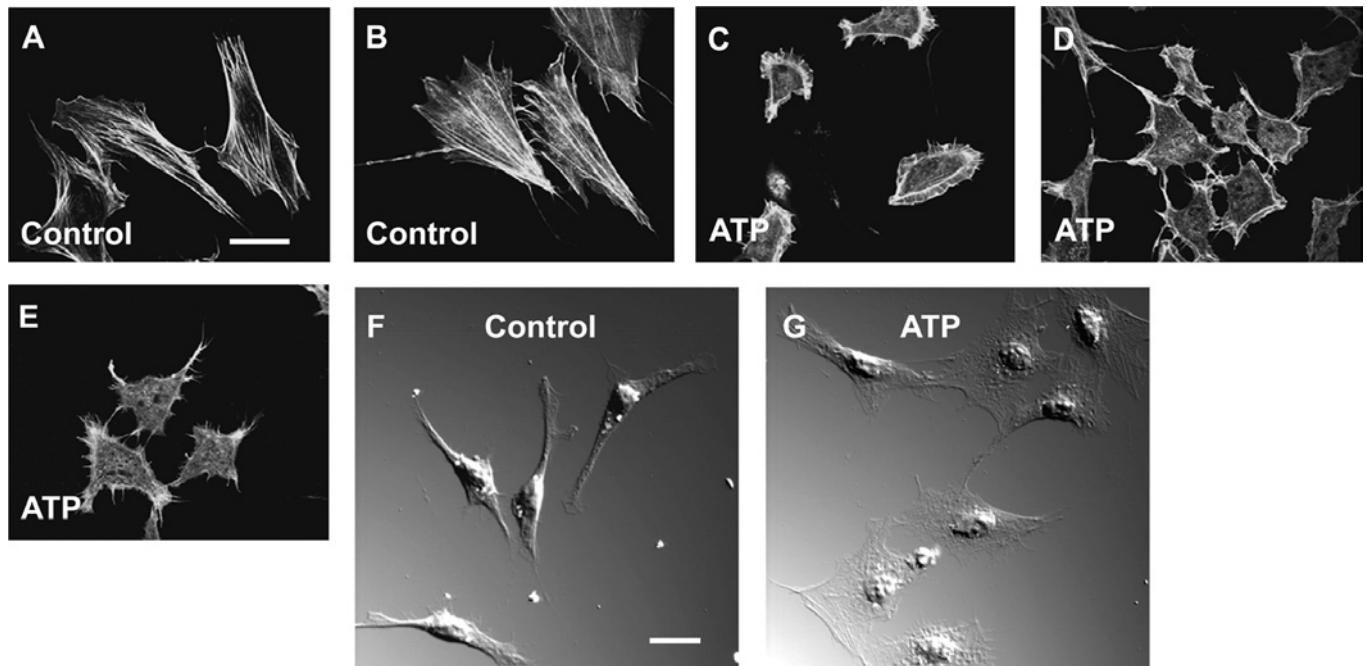 A
Control
B
Control
C
ATP
D
ATP
E
ATP
F
Control
G
ATP